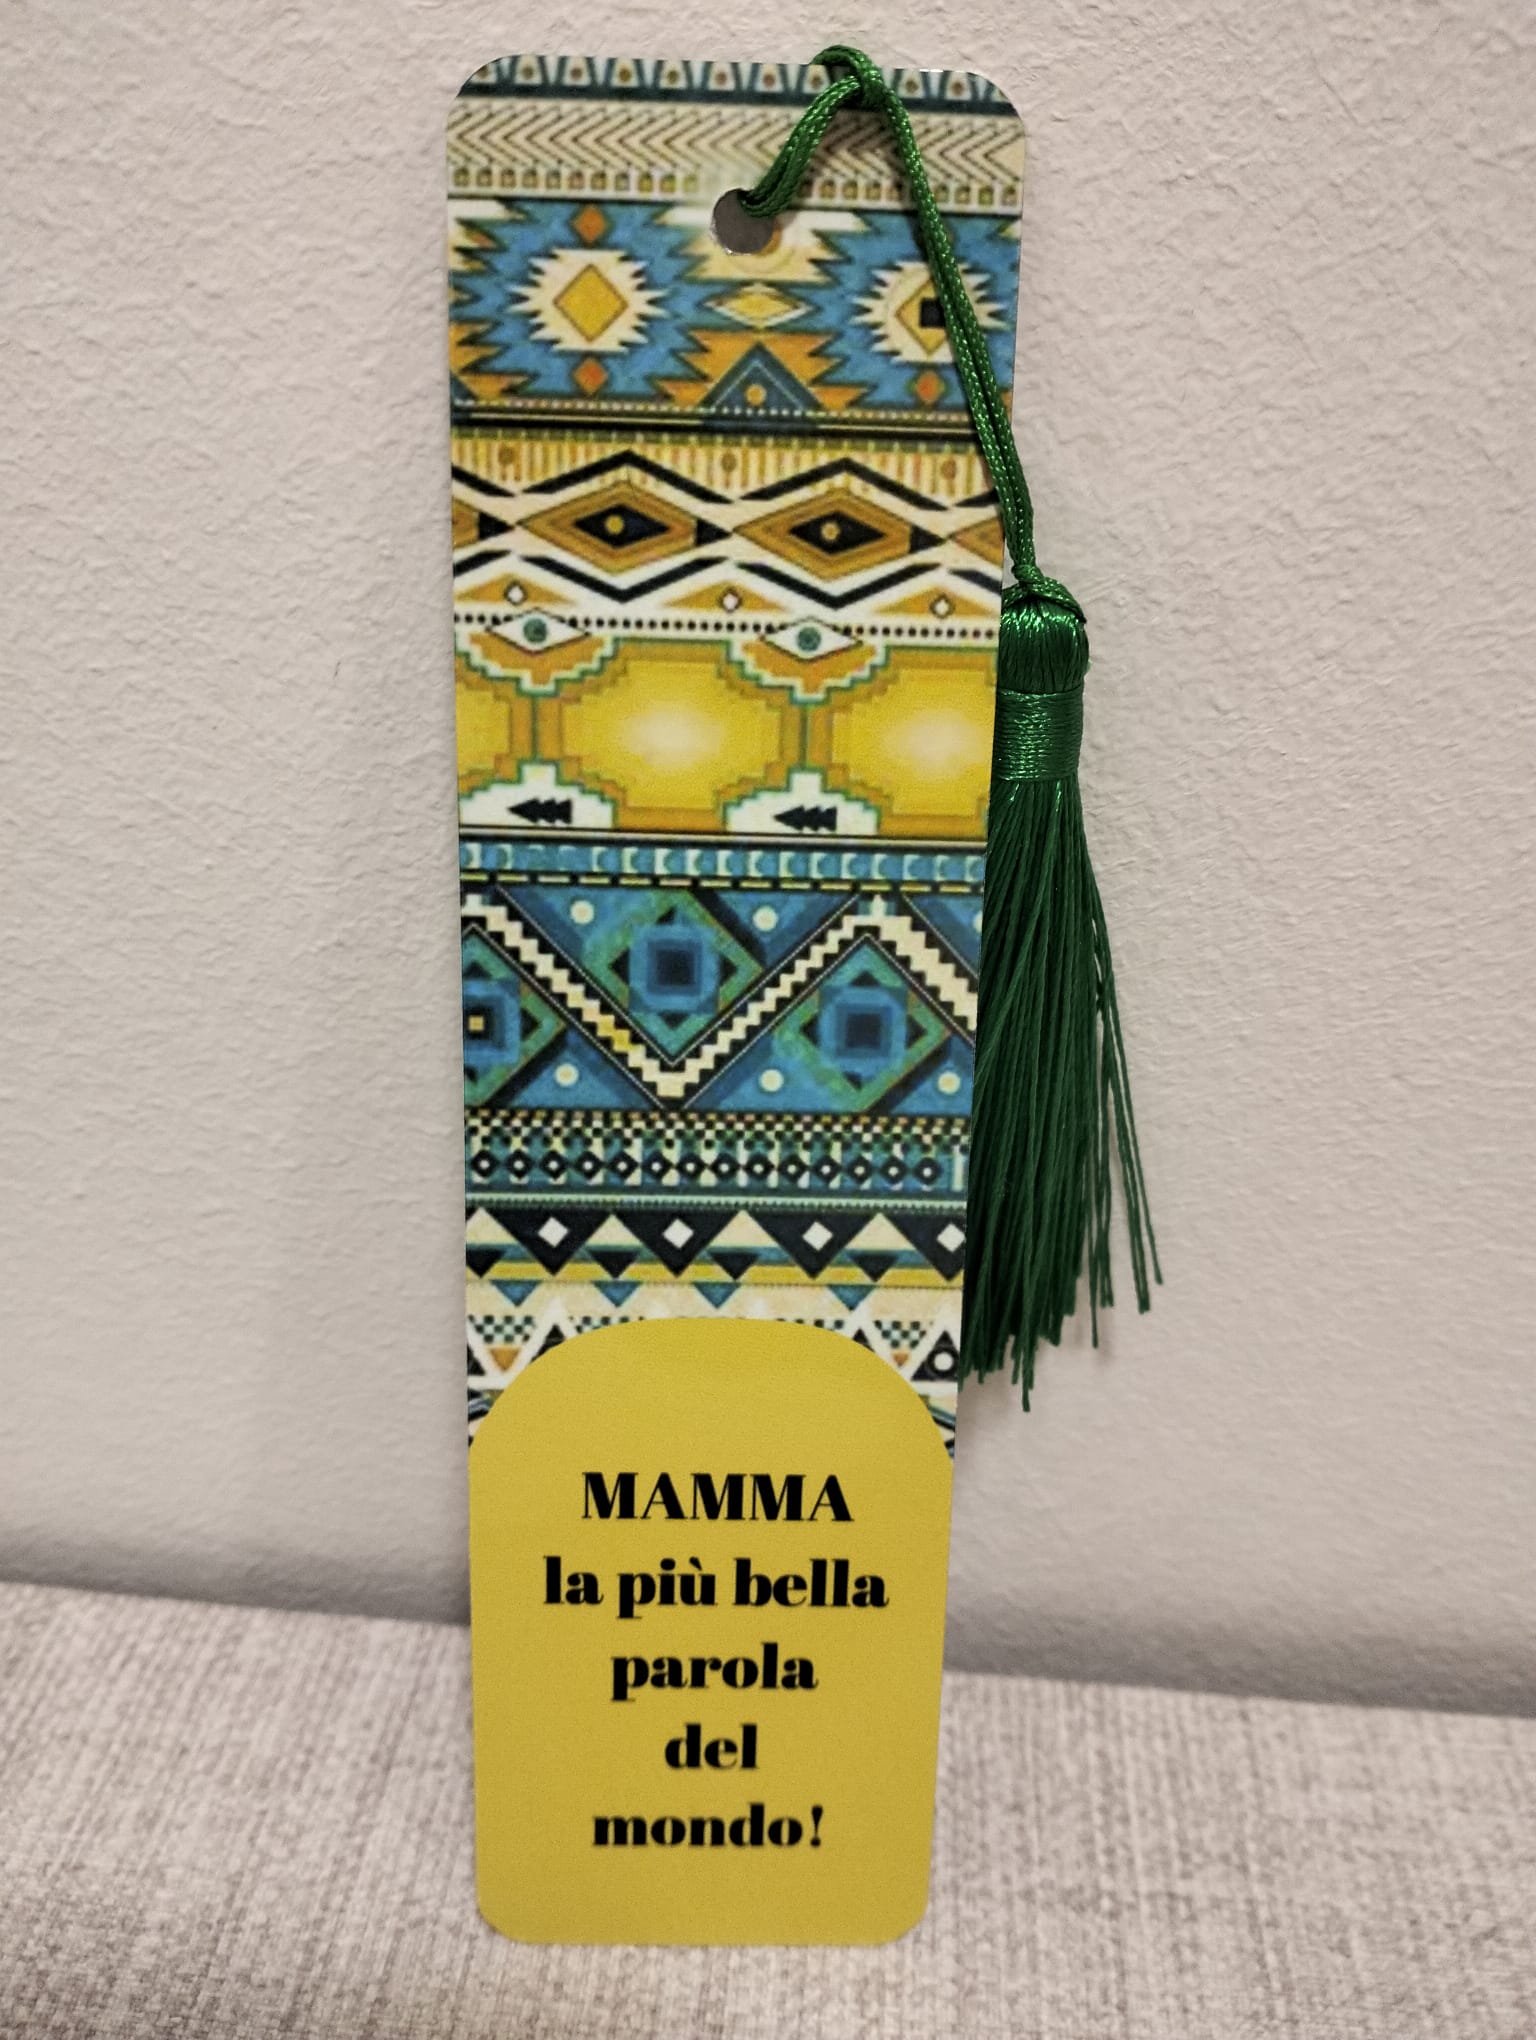 MAMMA
la più bella
parola
del
mondo!